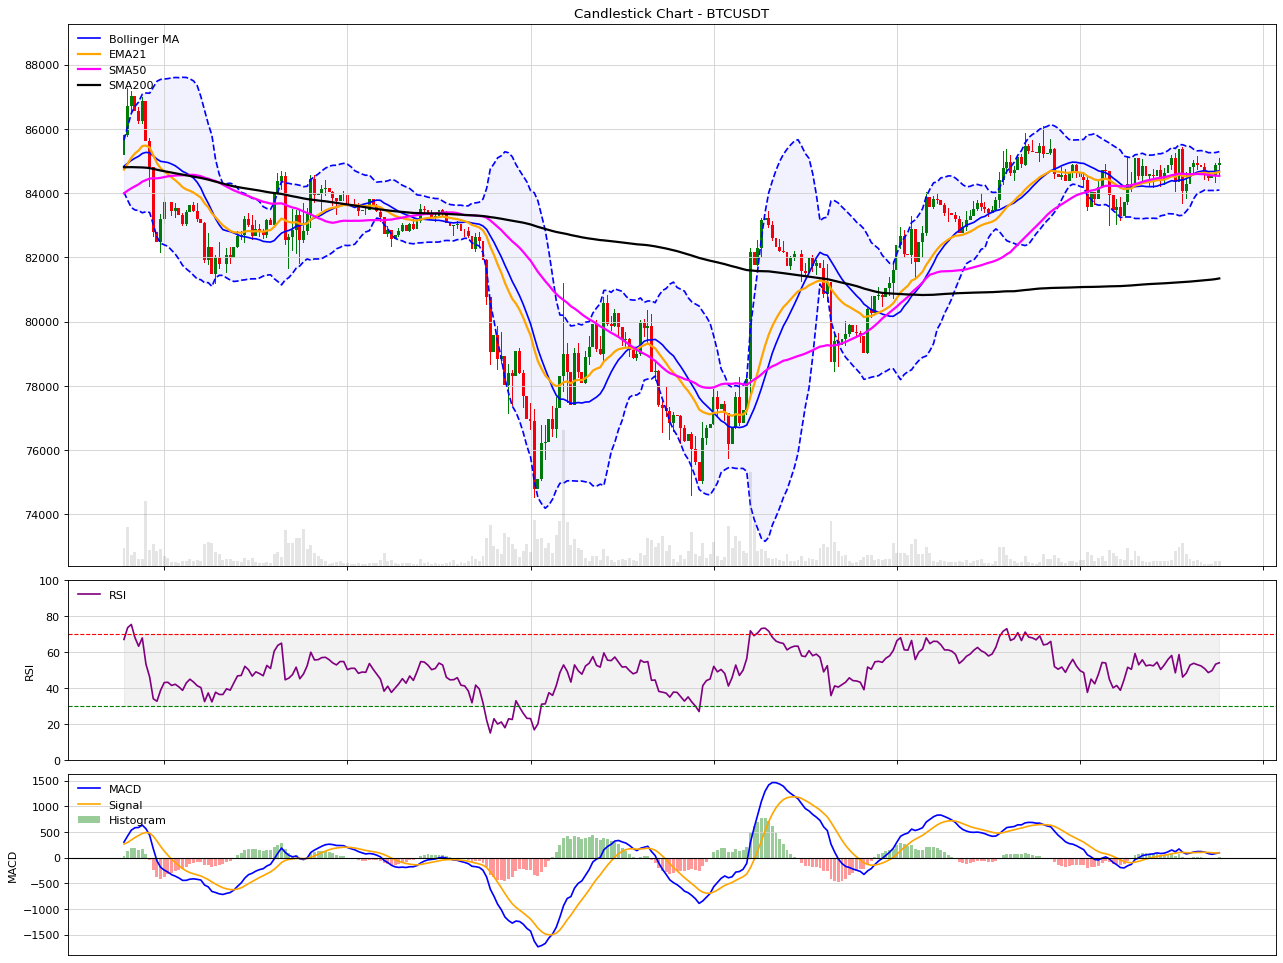 Candlestick Chart - BTCUSDT
Bollinger MA
EMA21
SMA50
SMA200
88000
86000
84000
82000
80000
78000
76000
74000
RSI
100
80
60
40
20
0
RSI
MACD
Signal
Histogram
1500
1000
500
0
−500
−1000
−1500
MACD